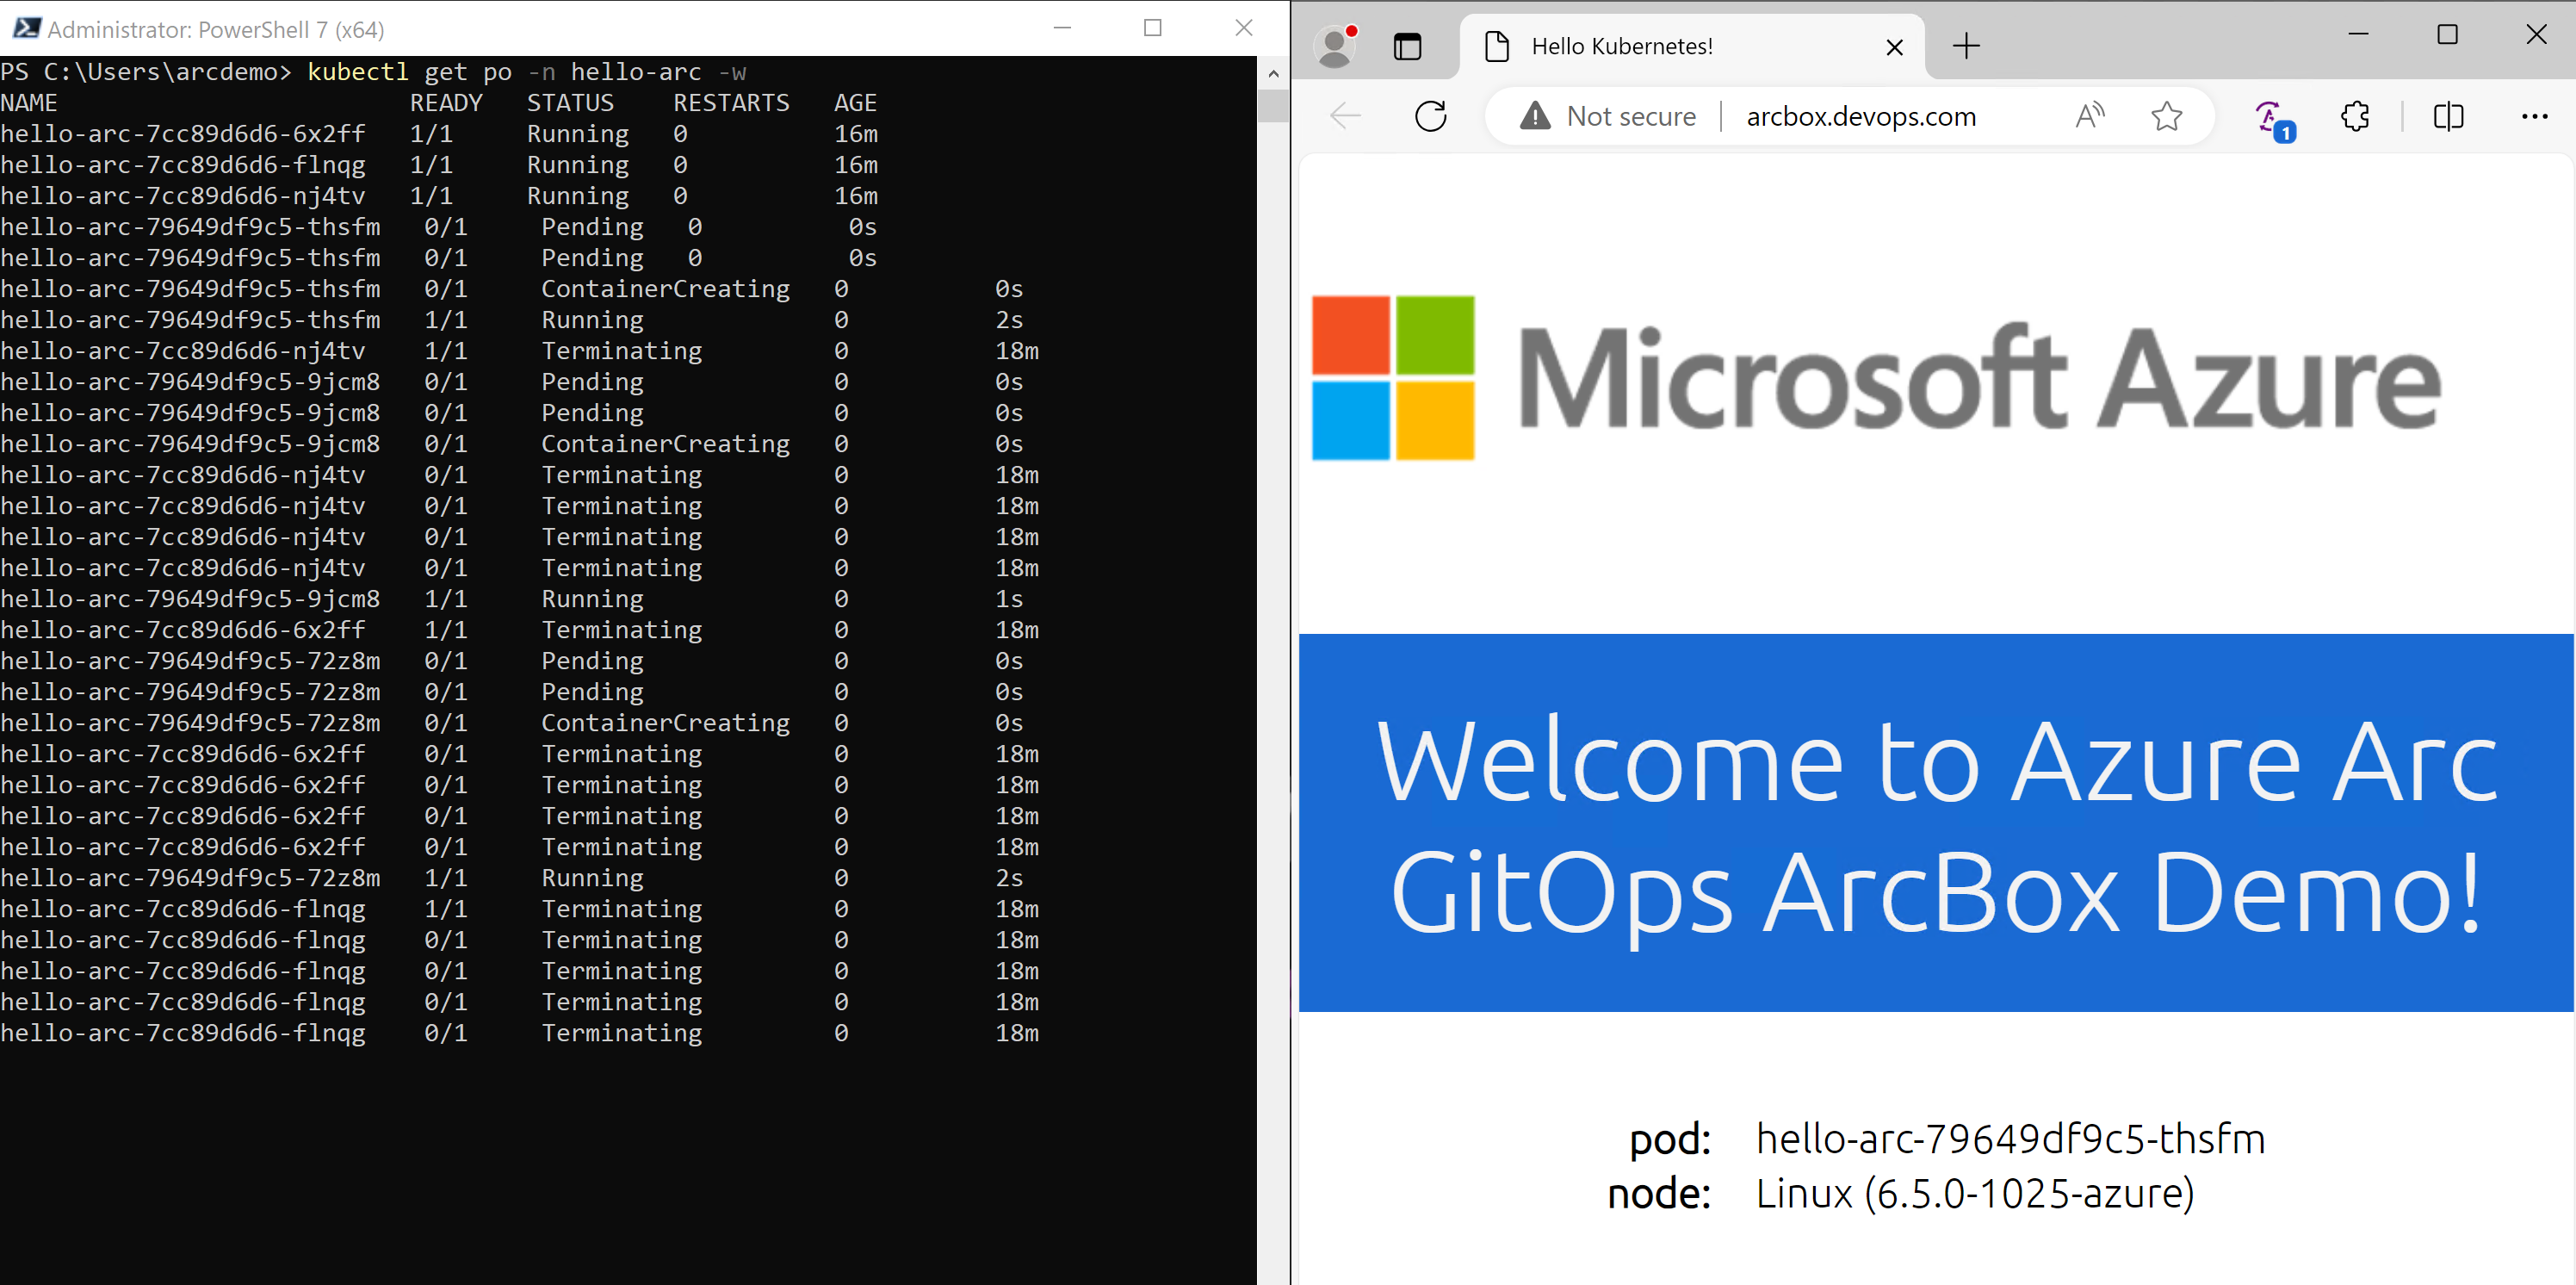 Administrator: PowerShell 7 (x64)
PS C:\Users\arcdemo> kubectl get po -n hello-arc -w
NAME READY STATUS RESTARTS AGE
hello-arc-7cc89d6d6-6x2ff 1/1 Running 0 16m
hello-arc-7cc89d6d6-flnqg 1/1 Running 0 16m
hello-arc-7cc89d6d6-nj4tv 1/1 Running 0 16m
hello-arc-79649df9c5-thsfm 0/1 Pending 0 0s
hello-arc-79649df9c5-thsfm 0/1 Pending 0 0s
hello-arc-79649df9c5-thsfm 0/1 ContainerCreating 0 0s
hello-arc-79649df9c5-thsfm 1/1 Running 0 2s
hello-arc-7cc89d6d6-nj4tv 1/1 Terminating 0 18m
hello-arc-79649df9c5-9jcm8 0/1 Pending 0 0s
hello-arc-79649df9c5-9jcm8 0/1 Pending 0 0s
hello-arc-79649df9c5-9jcm8 0/1 ContainerCreating 0 0s
hello-arc-7cc89d6d6-nj4tv 0/1 Terminating 0 18m
hello-arc-7cc89d6d6-nj4tv 0/1 Terminating 0 18m
hello-arc-7cc89d6d6-nj4tv 0/1 Terminating 0 18m
hello-arc-7cc89d6d6-nj4tv 0/1 Terminating 0 18m
hello-arc-79649df9c5-9jcm8 1/1 Running 0 1s
hello-arc-7cc89d6d6-6x2ff 1/1 Terminating 0 18m
hello-arc-79649df9c5-72z8m 0/1 Pending 0 0s
hello-arc-79649df9c5-72z8m 0/1 Pending 0 0s
hello-arc-79649df9c5-72z8m 0/1 ContainerCreating 0 0s
hello-arc-7cc89d6d6-6x2ff 0/1 Terminating 0 18m
hello-arc-7cc89d6d6-6x2ff 0/1 Terminating 0 18m
hello-arc-7cc89d6d6-6x2ff 0/1 Terminating 0 18m
hello-arc-7cc89d6d6-6x2ff 0/1 Terminating 0 18m
hello-arc-79649df9c5-72z8m 1/1 Running 0 2s
hello-arc-7cc89d6d6-flnqg 1/1 Terminating 0 18m
hello-arc-7cc89d6d6-flnqg 0/1 Terminating 0 18m
hello-arc-7cc89d6d6-flnqg 0/1 Terminating 0 18m
hello-arc-7cc89d6d6-flnqg 0/1 Terminating 0 18m
hello-arc-7cc89d6d6-flnqg 0/1 Terminating 0 18m
Hello Kubernetes!
Not secure arcbox.devops.com
1
Microsoft Azure
Welcome to Azure Arc
GitOps ArcBox Demo!
pod: hello-arc-79649df9c5-thsfm
node: Linux (6.5.0-1025-azure)